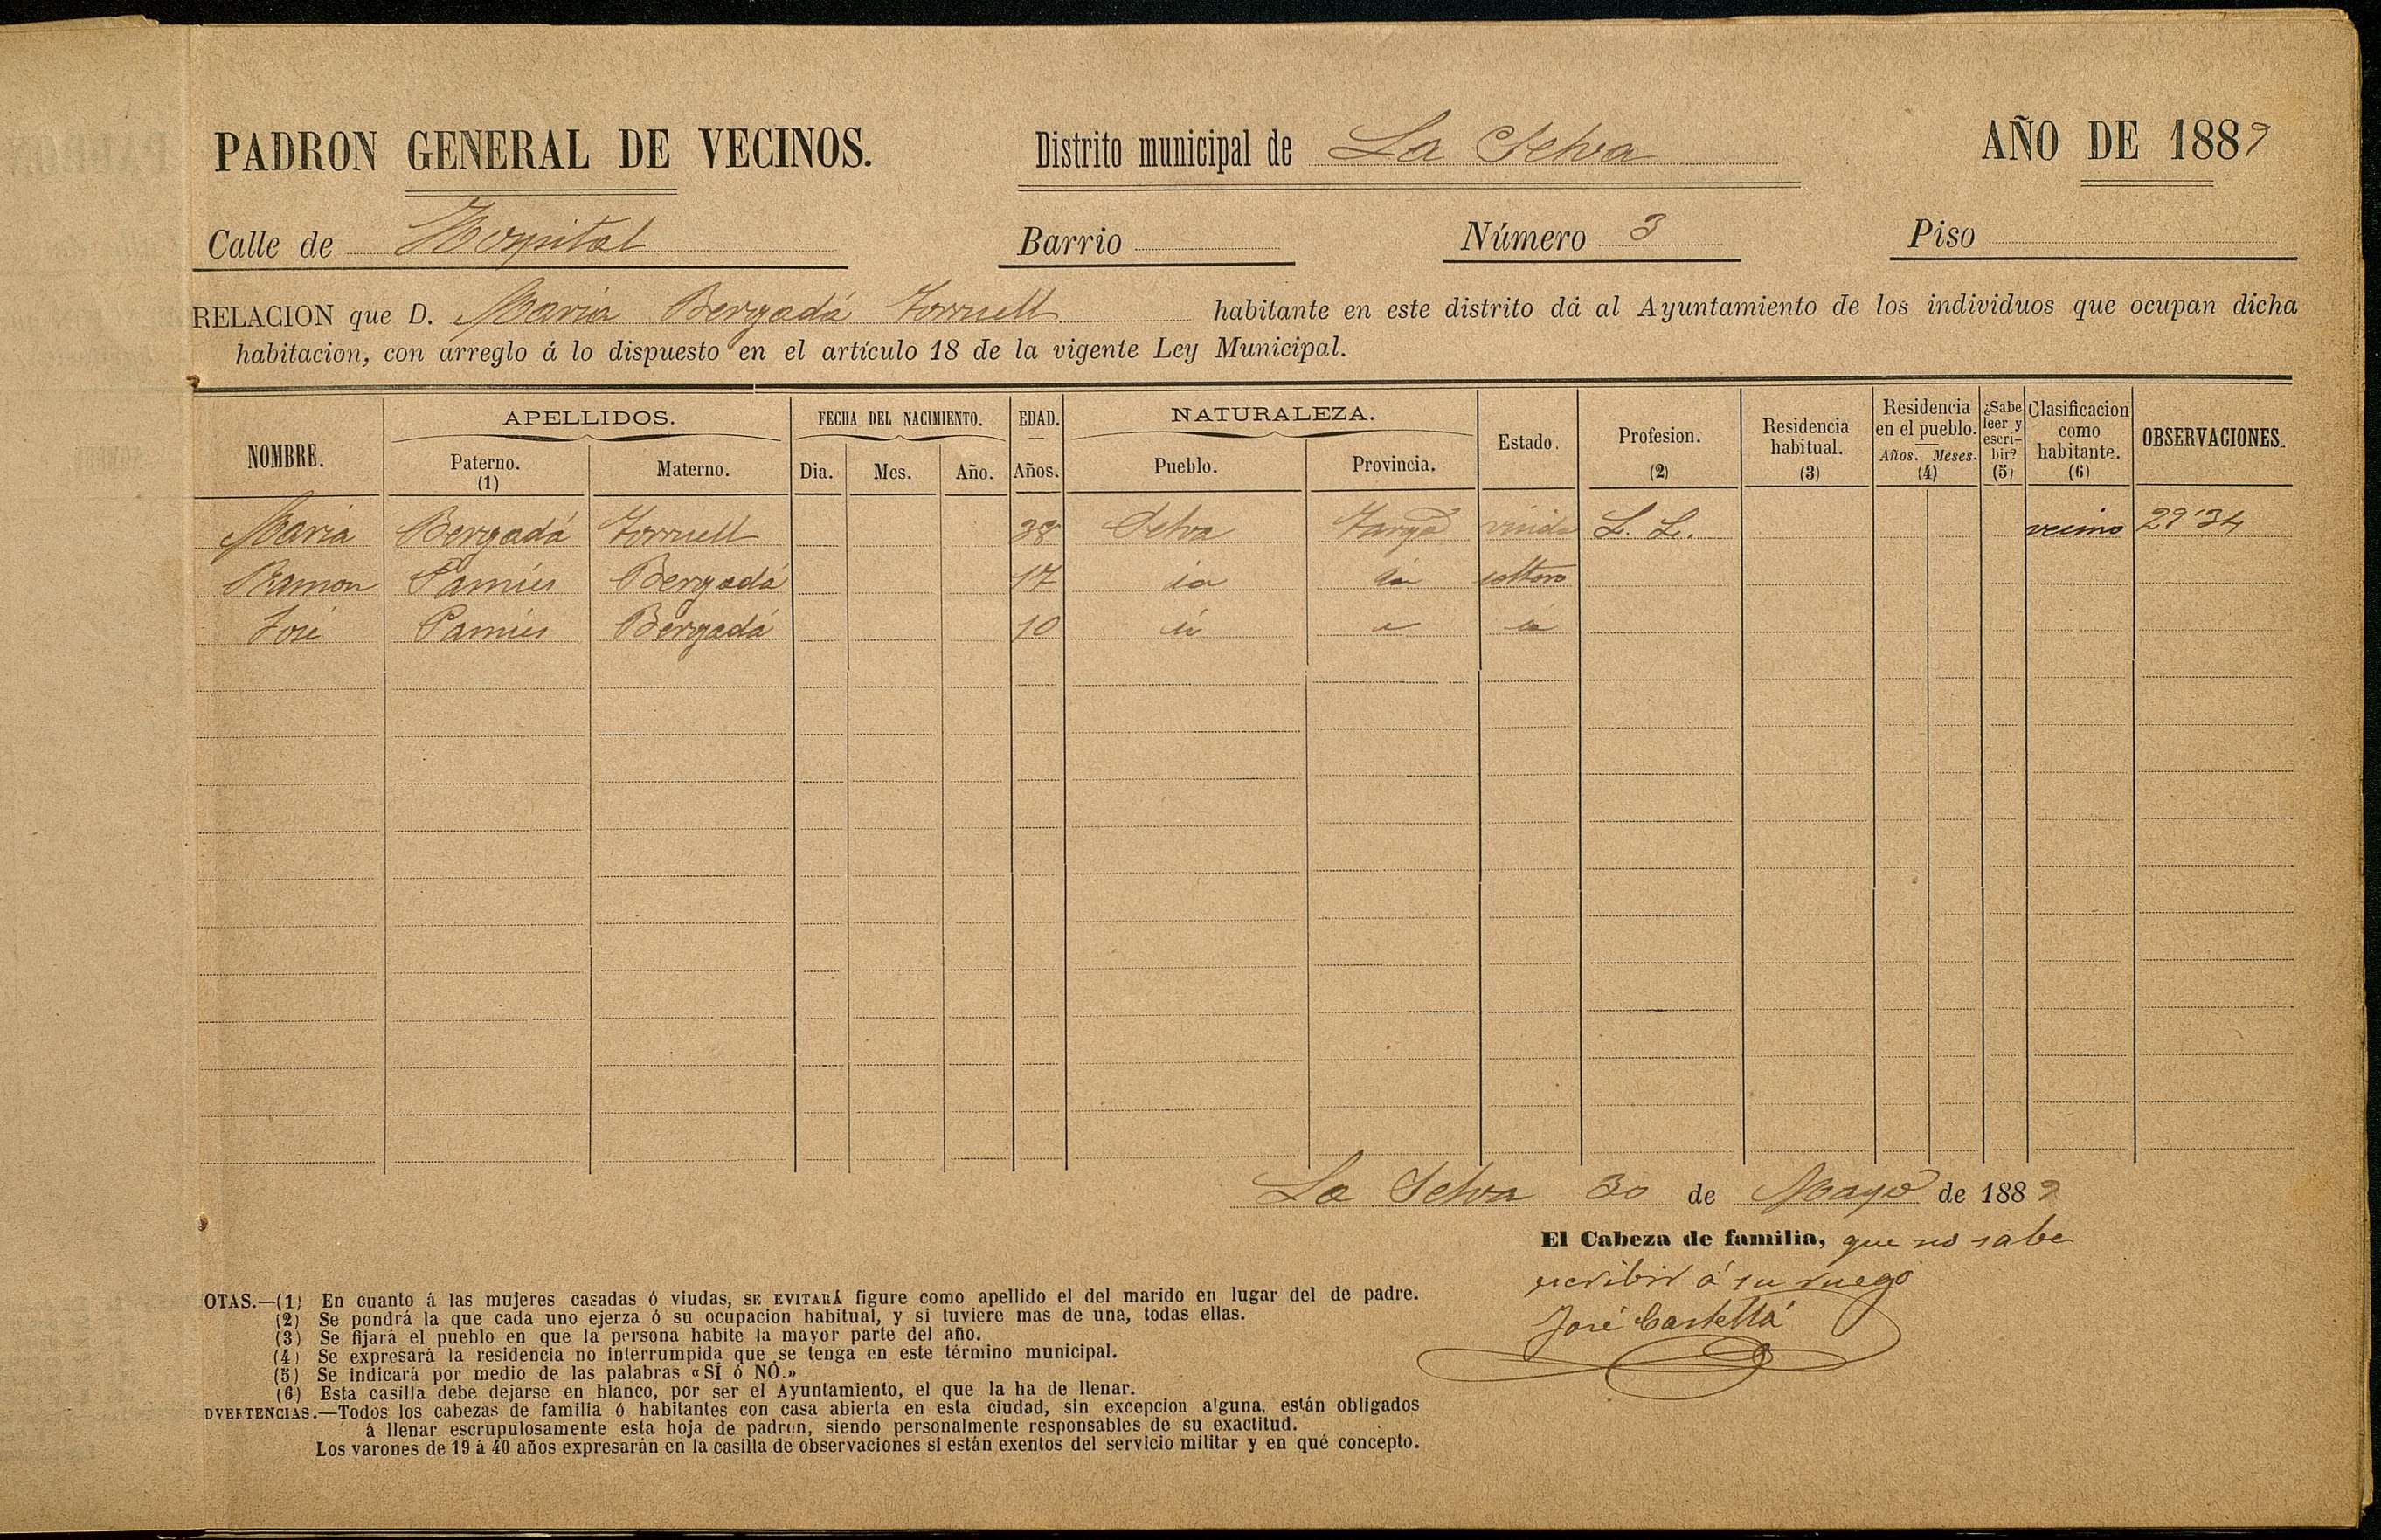 PADRON GENERAL DE VECINOS. Distrito municipal de La Selva AÑO DE 1889
Calle de Hospital Barrio Número 3 Piso
RELACION que D. Maria Bergadá Torruell habitante en este distrito dá al Ayuntamiento de los individuos que ocupan dicha
habitacion, con arreglo á lo dispuesto en el artículo 18 de la vigente Ley Municipal.
NOMBRE. APELLIDOS. Paterno. (1) Materno. FECHA DEL NACIMIENTO. Dia. Mes. Año. EDAD. Años. NATURALEZA. Pueblo. Provincia. Estado. Profesion. (2) Residencia habitual. (3) Residencia en el pueblo. Años. Meses. (4) ¿Sabe leer y escribir? (5) Clasificacion como habitante. (6) OBSERVACIONES.
Maria Bergadá Torruell 38 Selva Targª viuda L. L. vecino 29'34
Ramon Pamies Bergadá 17 id id soltero
José Pamies Bergadá 10 id id id
La Selva 30 de Mayo de 1889
El Cabeza de familia, que no sabe
escribir á su ruego
José Castellá
OTAS.—(1) En cuanto á las mujeres casadas ó viudas, SE EVITARÁ figure como apellido el del marido en lugar del de padre.
(2) Se pondrá la que cada uno ejerza ó su ocupacion habitual, y si tuviere mas de una, todas ellas.
(3) Se fijará el pueblo en que la persona habite la mayor parte del año.
(4) Se expresará la residencia no interrumpida que se tenga en este término municipal.
(5) Se indicará por medio de las palabras «SÍ ó NÓ.»
(6) Esta casilla debe dejarse en blanco, por ser el Ayuntamiento, el que la ha de llenar.
DVERTENCIAS.—Todos los cabezas de familia ó habitantes con casa abierta en esta ciudad, sin excepcion alguna, están obligados
á llenar escrupulosamente esta hoja de padron, siendo personalmente responsables de su exactitud.
Los varones de 19 á 40 años expresarán en la casilla de observaciones si están exentos del servicio militar y en qué concepto.